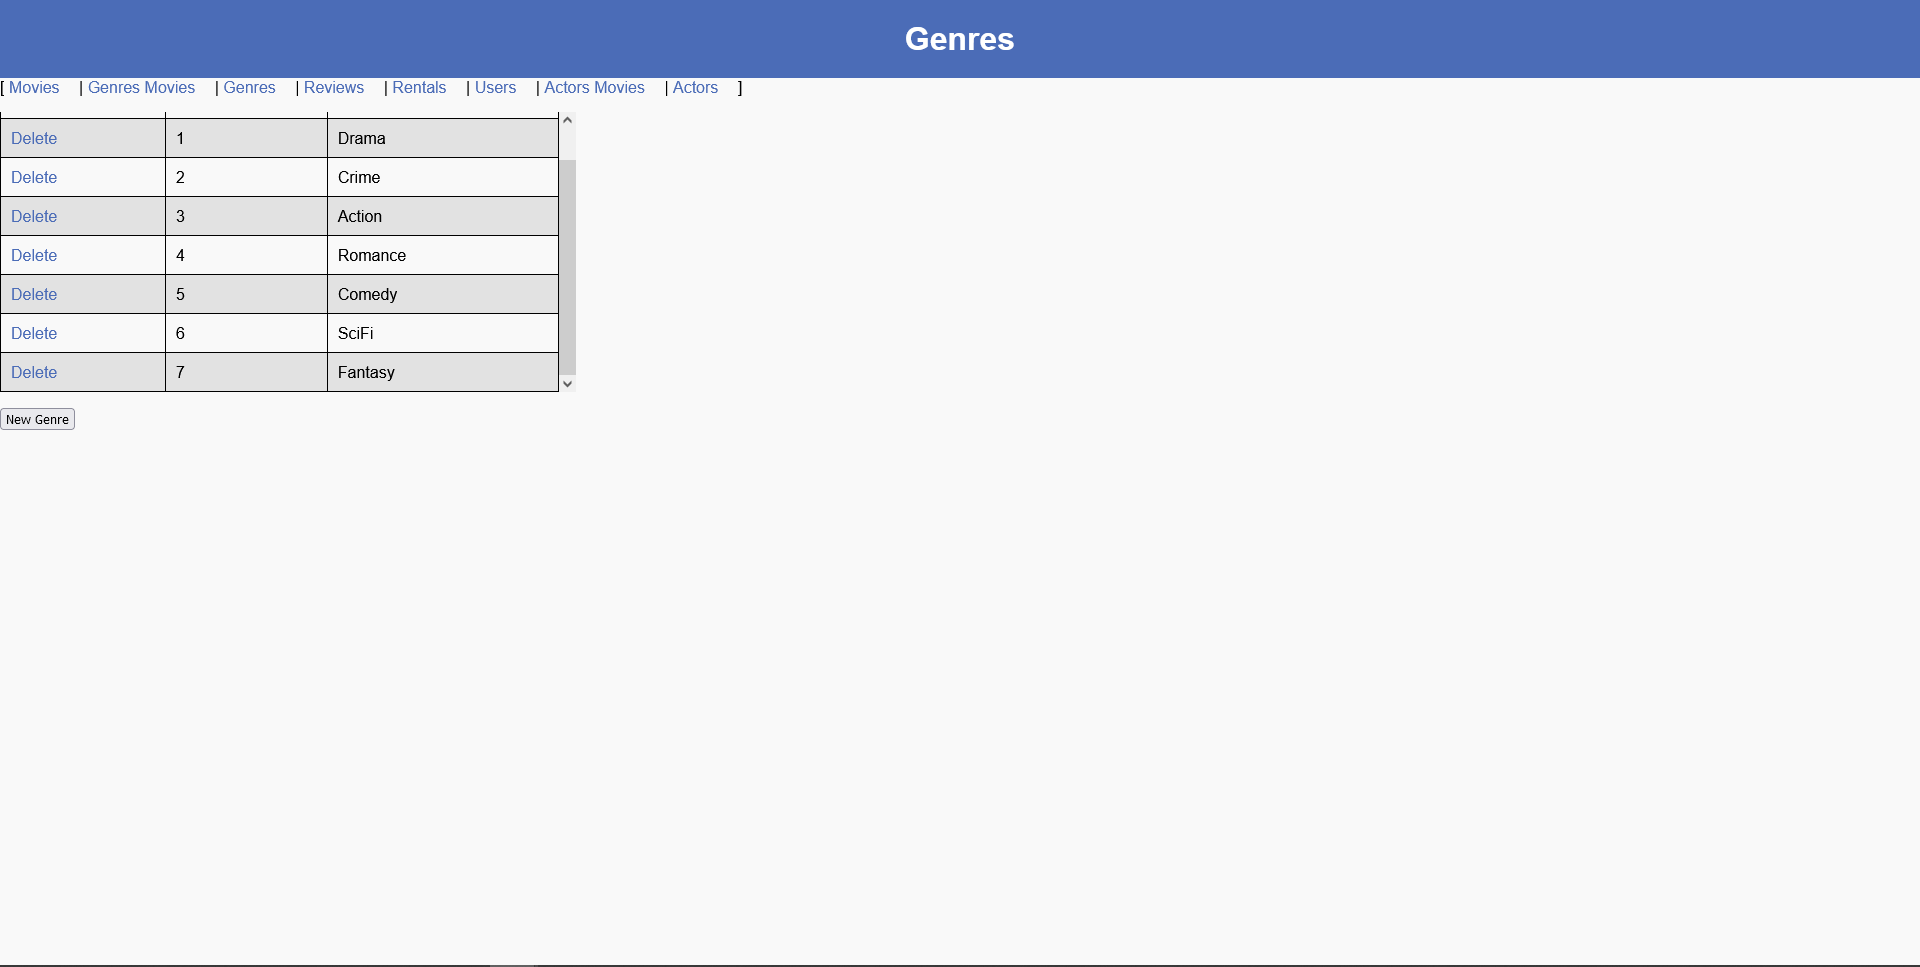 Genres
[ Movies | Genres Movies | Genres | Reviews | Rentals | Users | Actors Movies | Actors ]
Delete 1 Drama
Delete 2 Crime
Delete 3 Action
Delete 4 Romance
Delete 5 Comedy
Delete 6 SciFi
Delete 7 Fantasy
New Genre